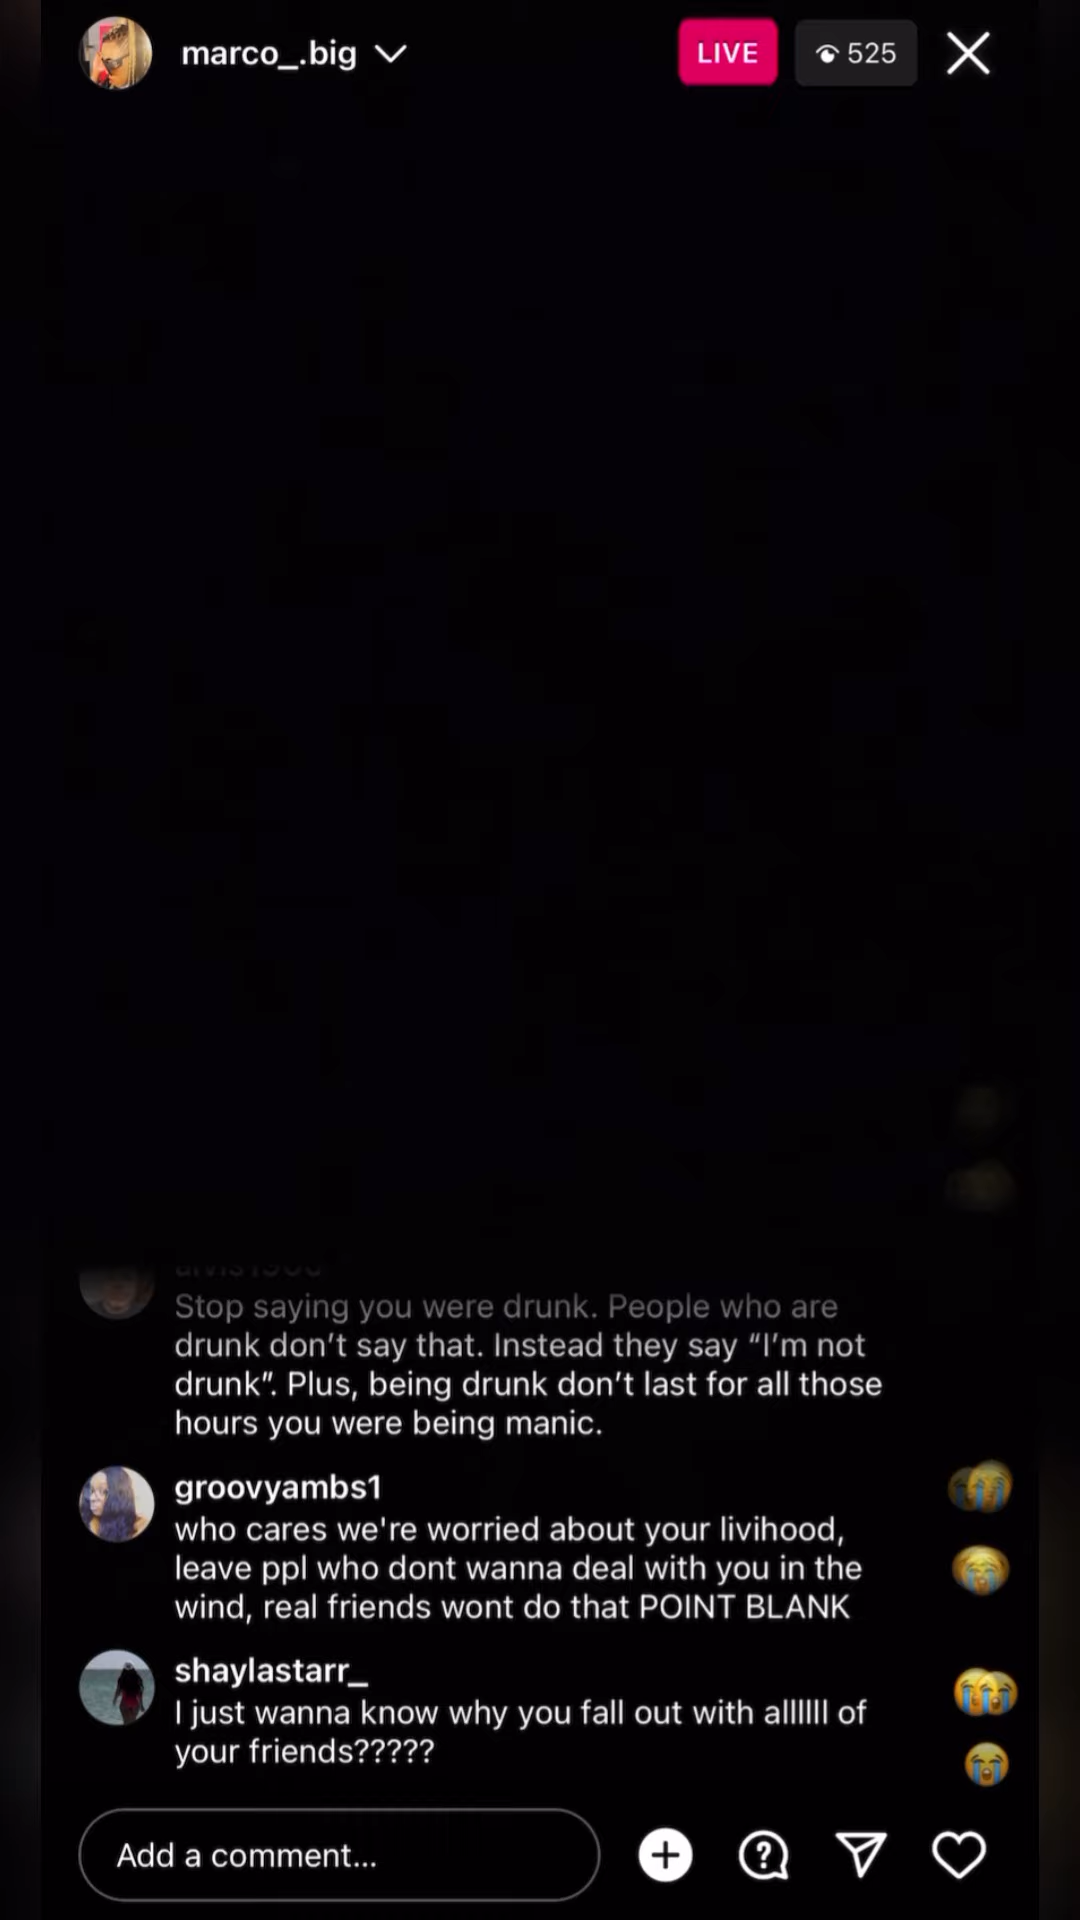 marco_.big
LIVE
525
Stop saying you were drunk. People who are
drunk don’t say that. Instead they say “I’m not
drunk”. Plus, being drunk don’t last for all those
hours you were being manic.
groovyambs1
who cares we're worried about your livihood,
leave ppl who dont wanna deal with you in the
wind, real friends wont do that POINT BLANK
shaylastarr_
I just wanna know why you fall out with allllll of
your friends?????
Add a comment...